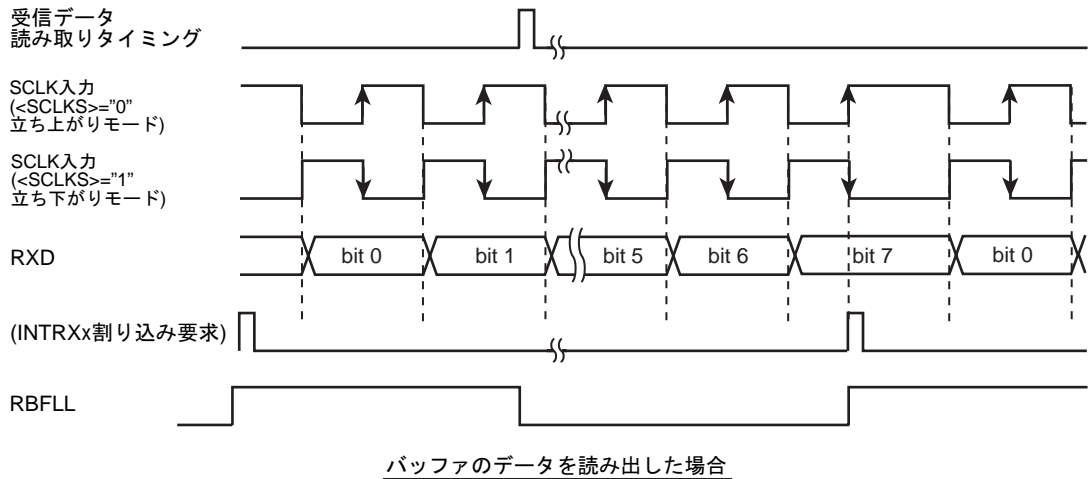 受信データ
読み取りタイミング
SCLK入力
(<SCLKS>="0"
立ち上がりモード)
SCLK入力
(<SCLKS>="1"
立ち下がりモード)
RXD
bit 0
bit 1
bit 5
bit 6
bit 7
bit 0
(INTRXx割り込み要求)
RBFLL
バッファのデータを読み出した場合